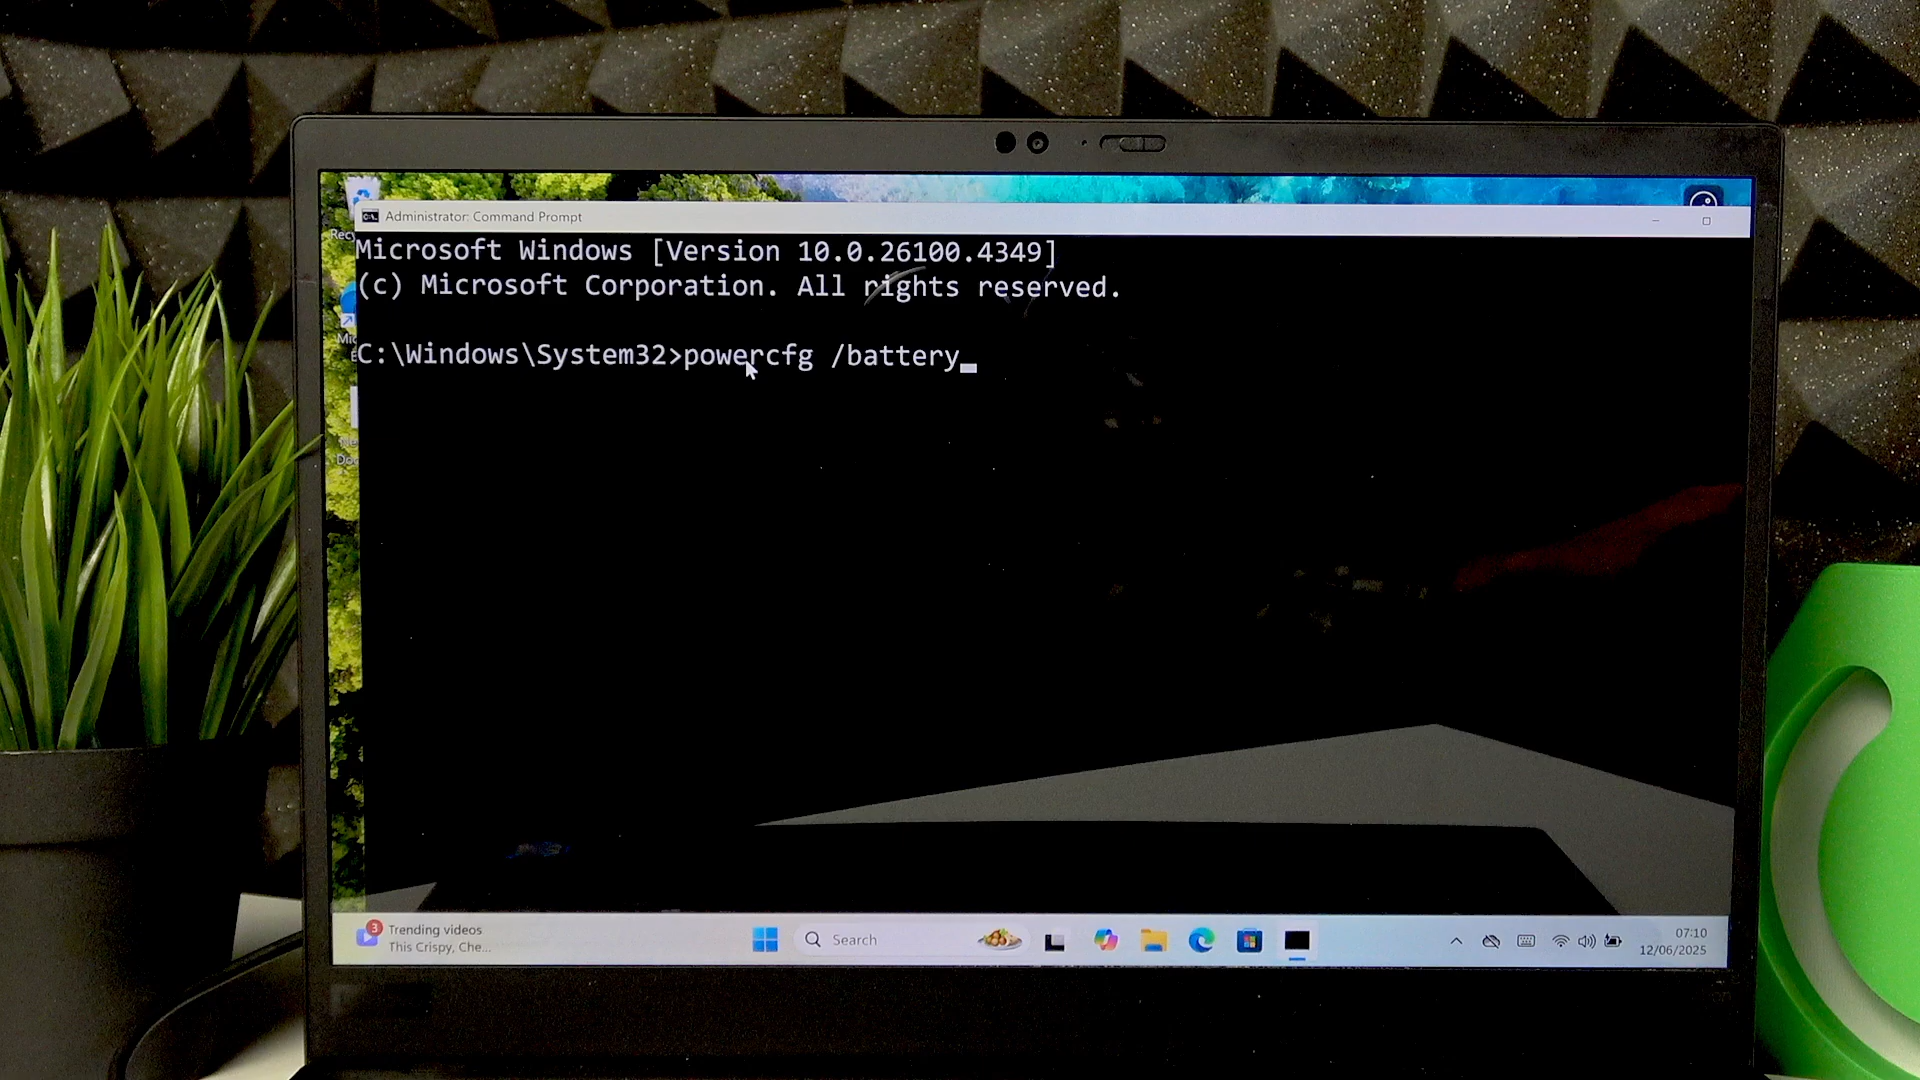 Administrator: Command Prompt
Microsoft Windows [Version 10.0.26100.4349]
(c) Microsoft Corporation. All rights reserved.
C:\Windows\System32>powercfg /battery
Trending videos
This Crispy, Che...
3
Search
07:10
12/06/2025